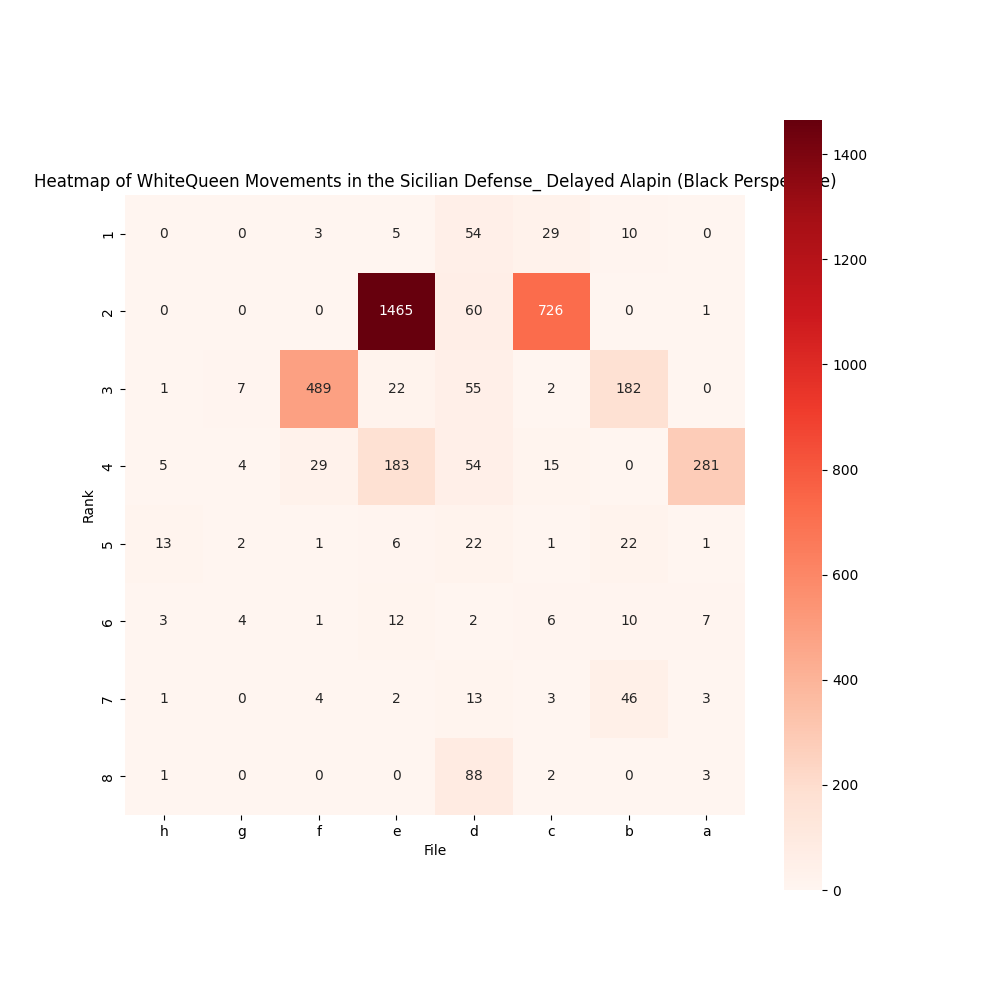 Heatmap of WhiteQueen Movements in the Sicilian Defense_ Delayed Alapin (Black Perspe e)
1400
1 0 0 3 5 54 29 10 0
1200
2 0 0 0 1465 60 726 0 1
1000
3 1 7 489 22 55 2 182 0
4 5 4 29 183 54 15 0 281
800
Rank
5 13 2 1 6 22 1 22 1
600
6 3 4 1 12 2 6 10 7
400
7 1 0 4 2 13 3 46 3
200
8 1 0 0 0 88 2 0 3
h g f e d c b a
File
0